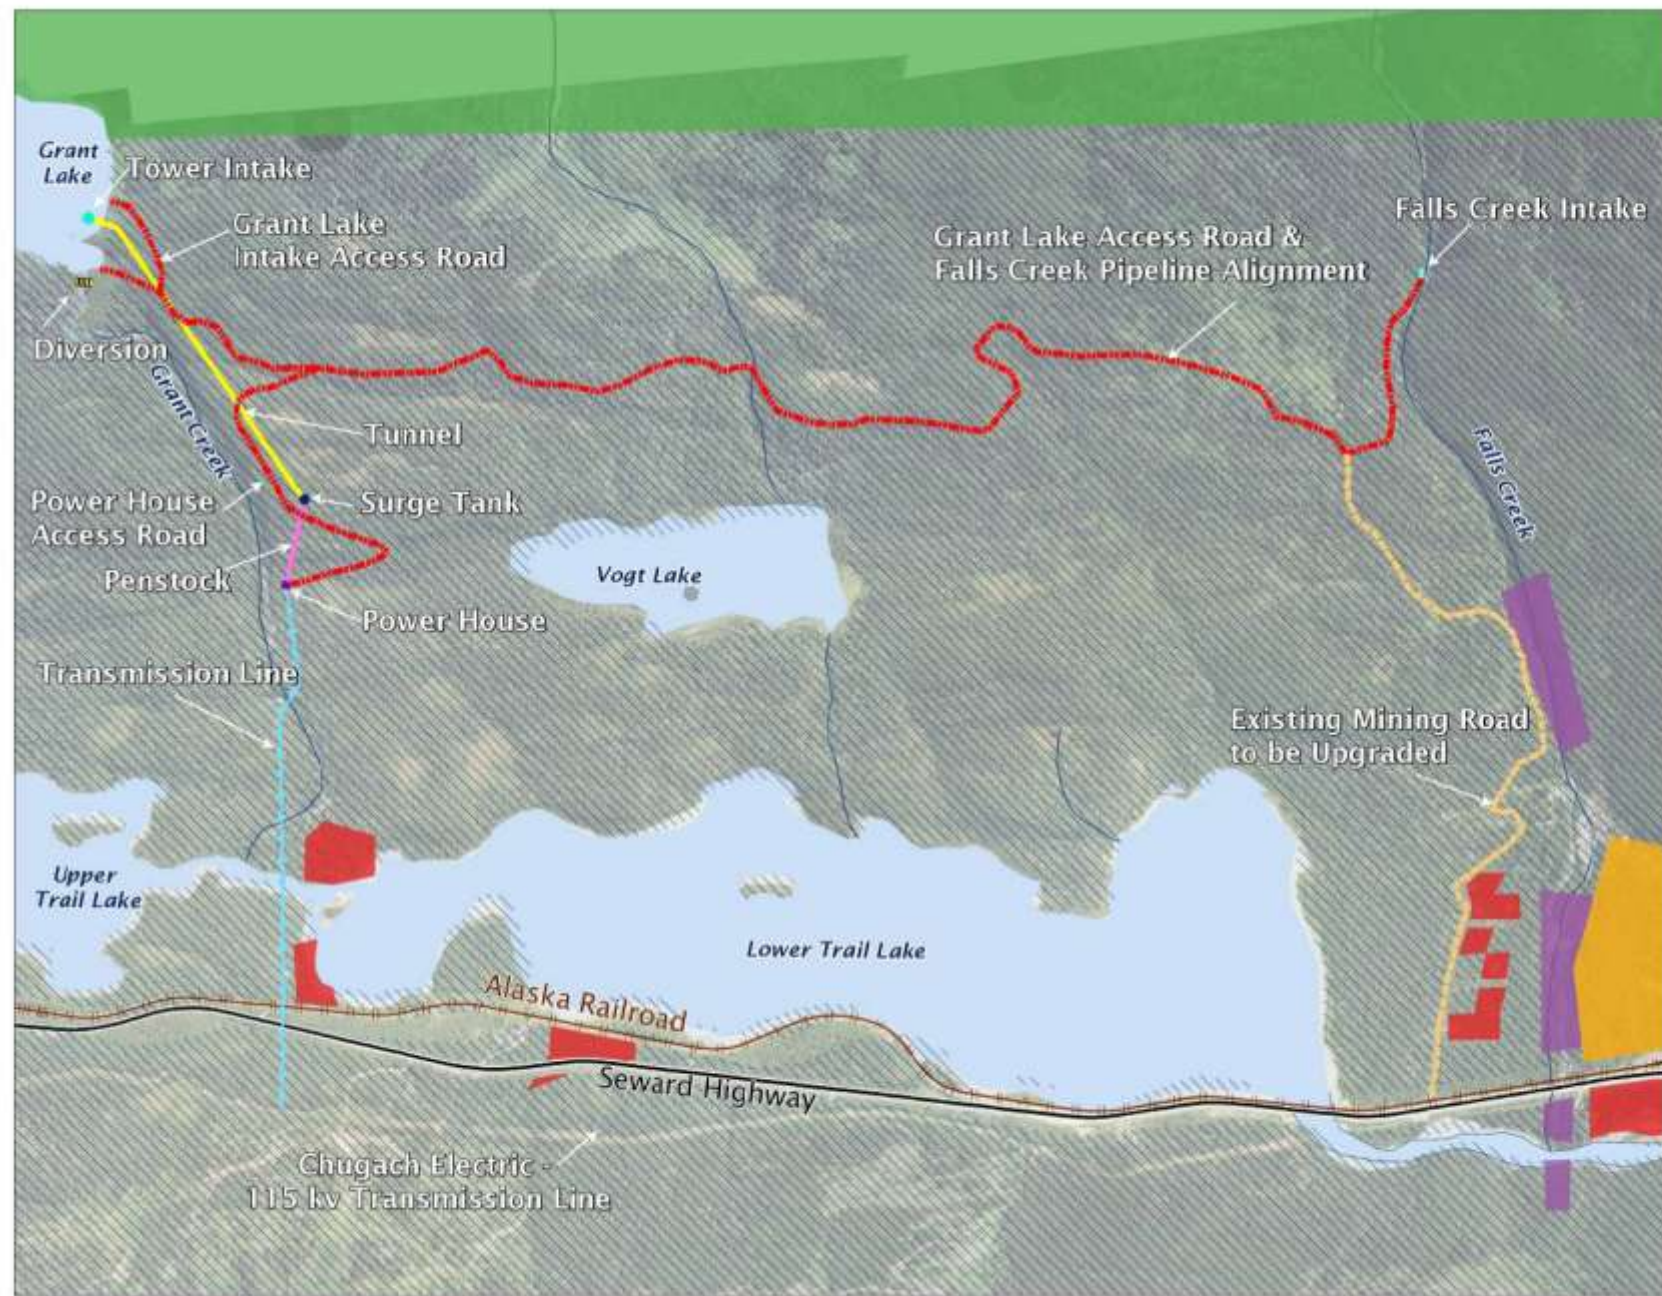 Grant
Lake
Tower Intake
Grant Lake
Intake Access Road
Falls Creek Intake
Grant Lake Access Road &
Falls Creek Pipeline Alignment
Diversion
Grant Creek
Tunnel
Falls Creek
Power House
Access Road
Surge Tank
Penstock
Vogt Lake
Power House
Transmission Line
Existing Mining Road
to be Upgraded
Upper
Trail Lake
Lower Trail Lake
Alaska Railroad
Seward Highway
Chugach Electric -
115 kv Transmission Line